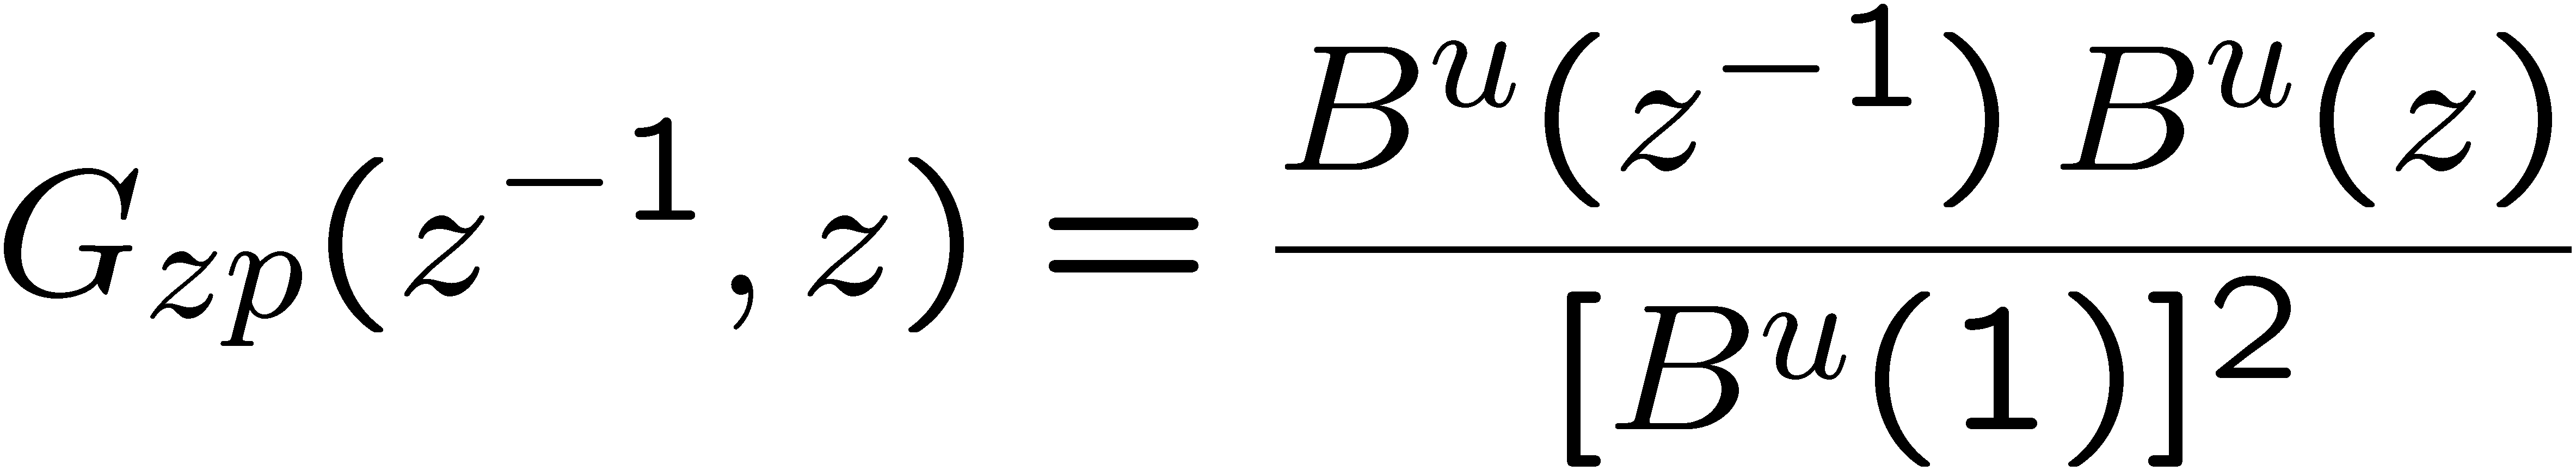 G_{zp}(z^{-1}, z) = \frac{B^u(z^{-1}) B^u(z)}{[B^u(1)]^2}